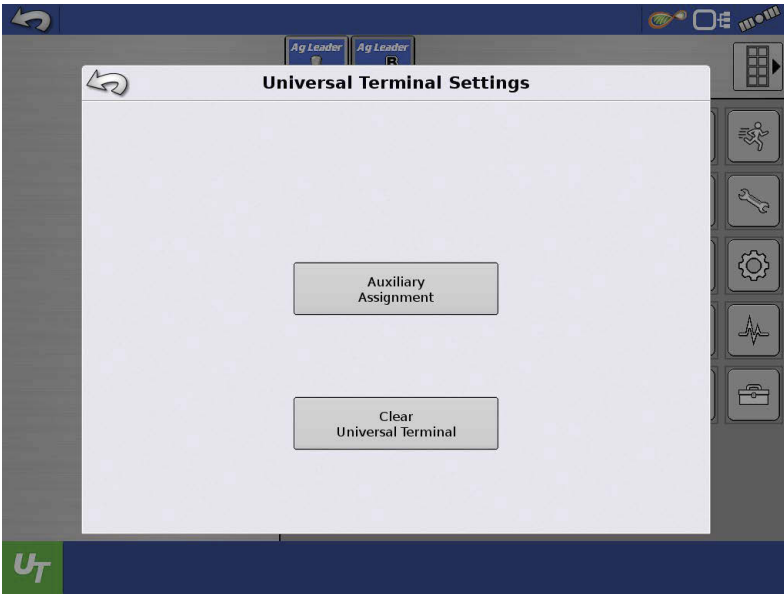 Ag Leader Ag Leader
B
Universal Terminal Settings
Auxiliary
Assignment
Clear
Universal Terminal
UT